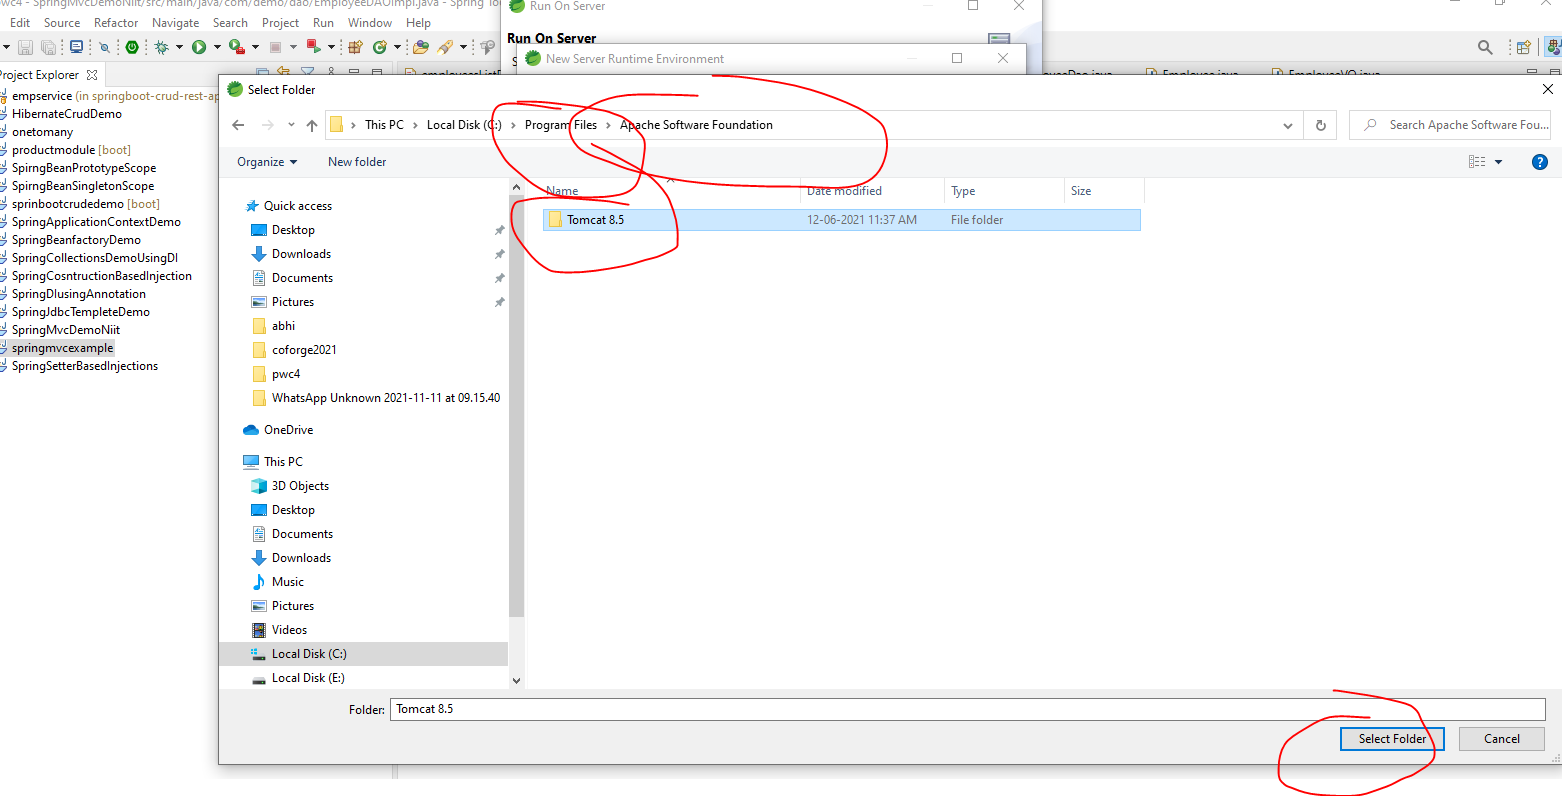 pwc4 - SpringMvcDemoNiit/src/main/java/com/demo/dao/EmployeeDAOImpl.java - Spring Too
Edit Source Refactor Navigate Search Project Run Window Help
Run On Server
Run On Server
New Server Runtime Environment
Project Explorer
empservice (in springboot-crud-rest-ap
HibernateCrudDemo
onetomany
productmodule [boot]
SpirngBeanPrototypeScope
SpirngBeanSingletonScope
sprinbootcrudedemo [boot]
SpringApplicationContextDemo
SpringBeanfactoryDemo
SpringCollectionsDemoUsingDI
SpringCosntructionBasedInjection
SpringDIusingAnnotation
SpringJdbcTempleteDemo
SpringMvcDemoNiit
springmvcexample
SpringSetterBasedInjections
Select Folder
This PC > Local Disk (C:) > Program Files > Apache Software Foundation
Search Apache Software Fou...
Organize New folder
Name Date modified Type Size
Tomcat 8.5 12-06-2021 11:37 AM File folder
Quick access
Desktop
Downloads
Documents
Pictures
abhi
coforge2021
pwc4
WhatsApp Unknown 2021-11-11 at 09.15.40
OneDrive
This PC
3D Objects
Desktop
Documents
Downloads
Music
Pictures
Videos
Local Disk (C:)
Local Disk (E:)
Folder: Tomcat 8.5
Select Folder Cancel